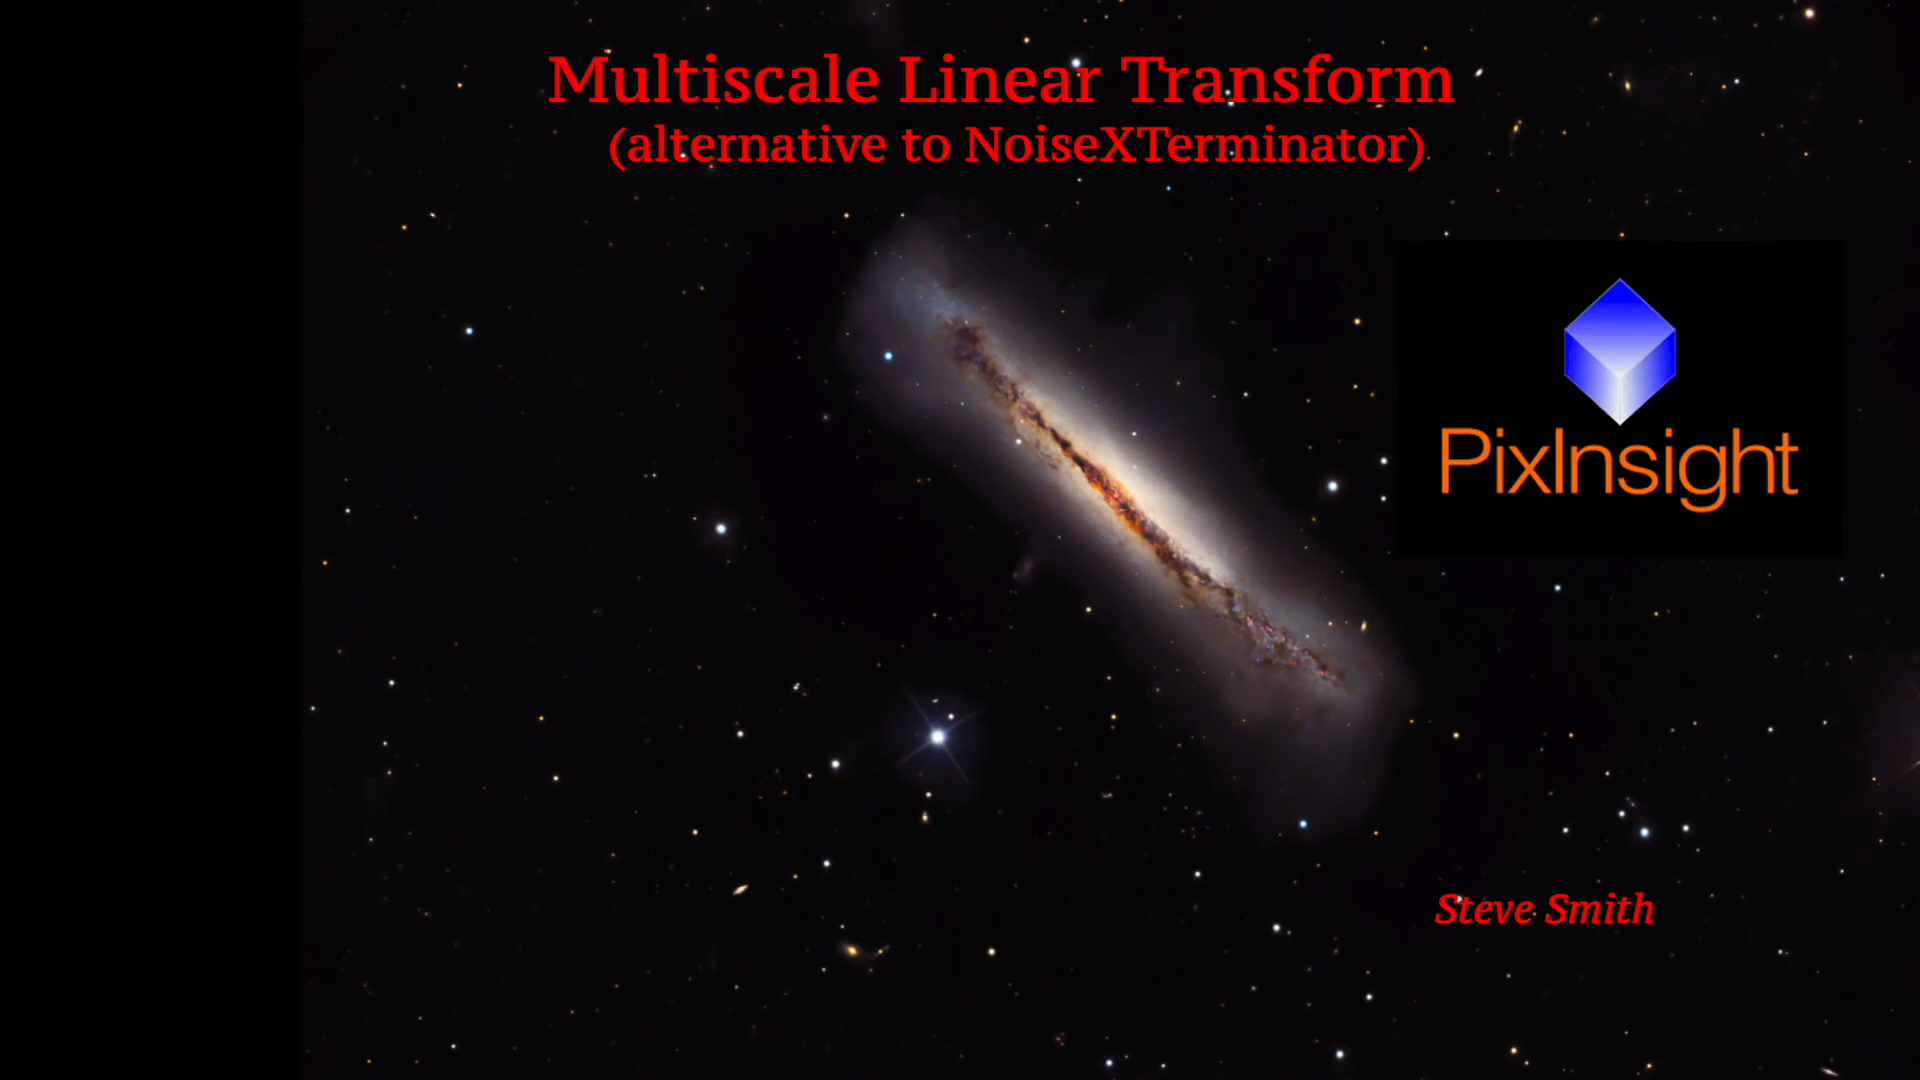 Multiscale Linear Transform
(alternative to NoiseXTerminator)
PixInsight
Steve Smith